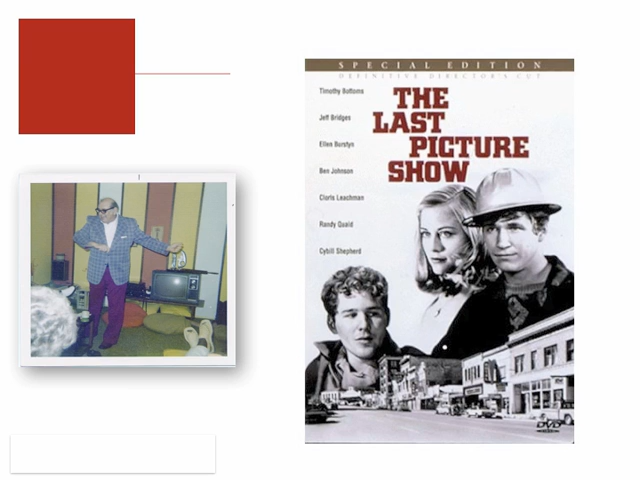 SPECIAL EDITION
DEFINITIVE DIRECTOR'S CUT
Timothy Bottoms
Jeff Bridges
Ellen Burstyn
Ben Johnson
Cloris Leachman
Randy Quaid
Cybill Shepherd
THE
LAST
PICTURE
SHOW
DVD